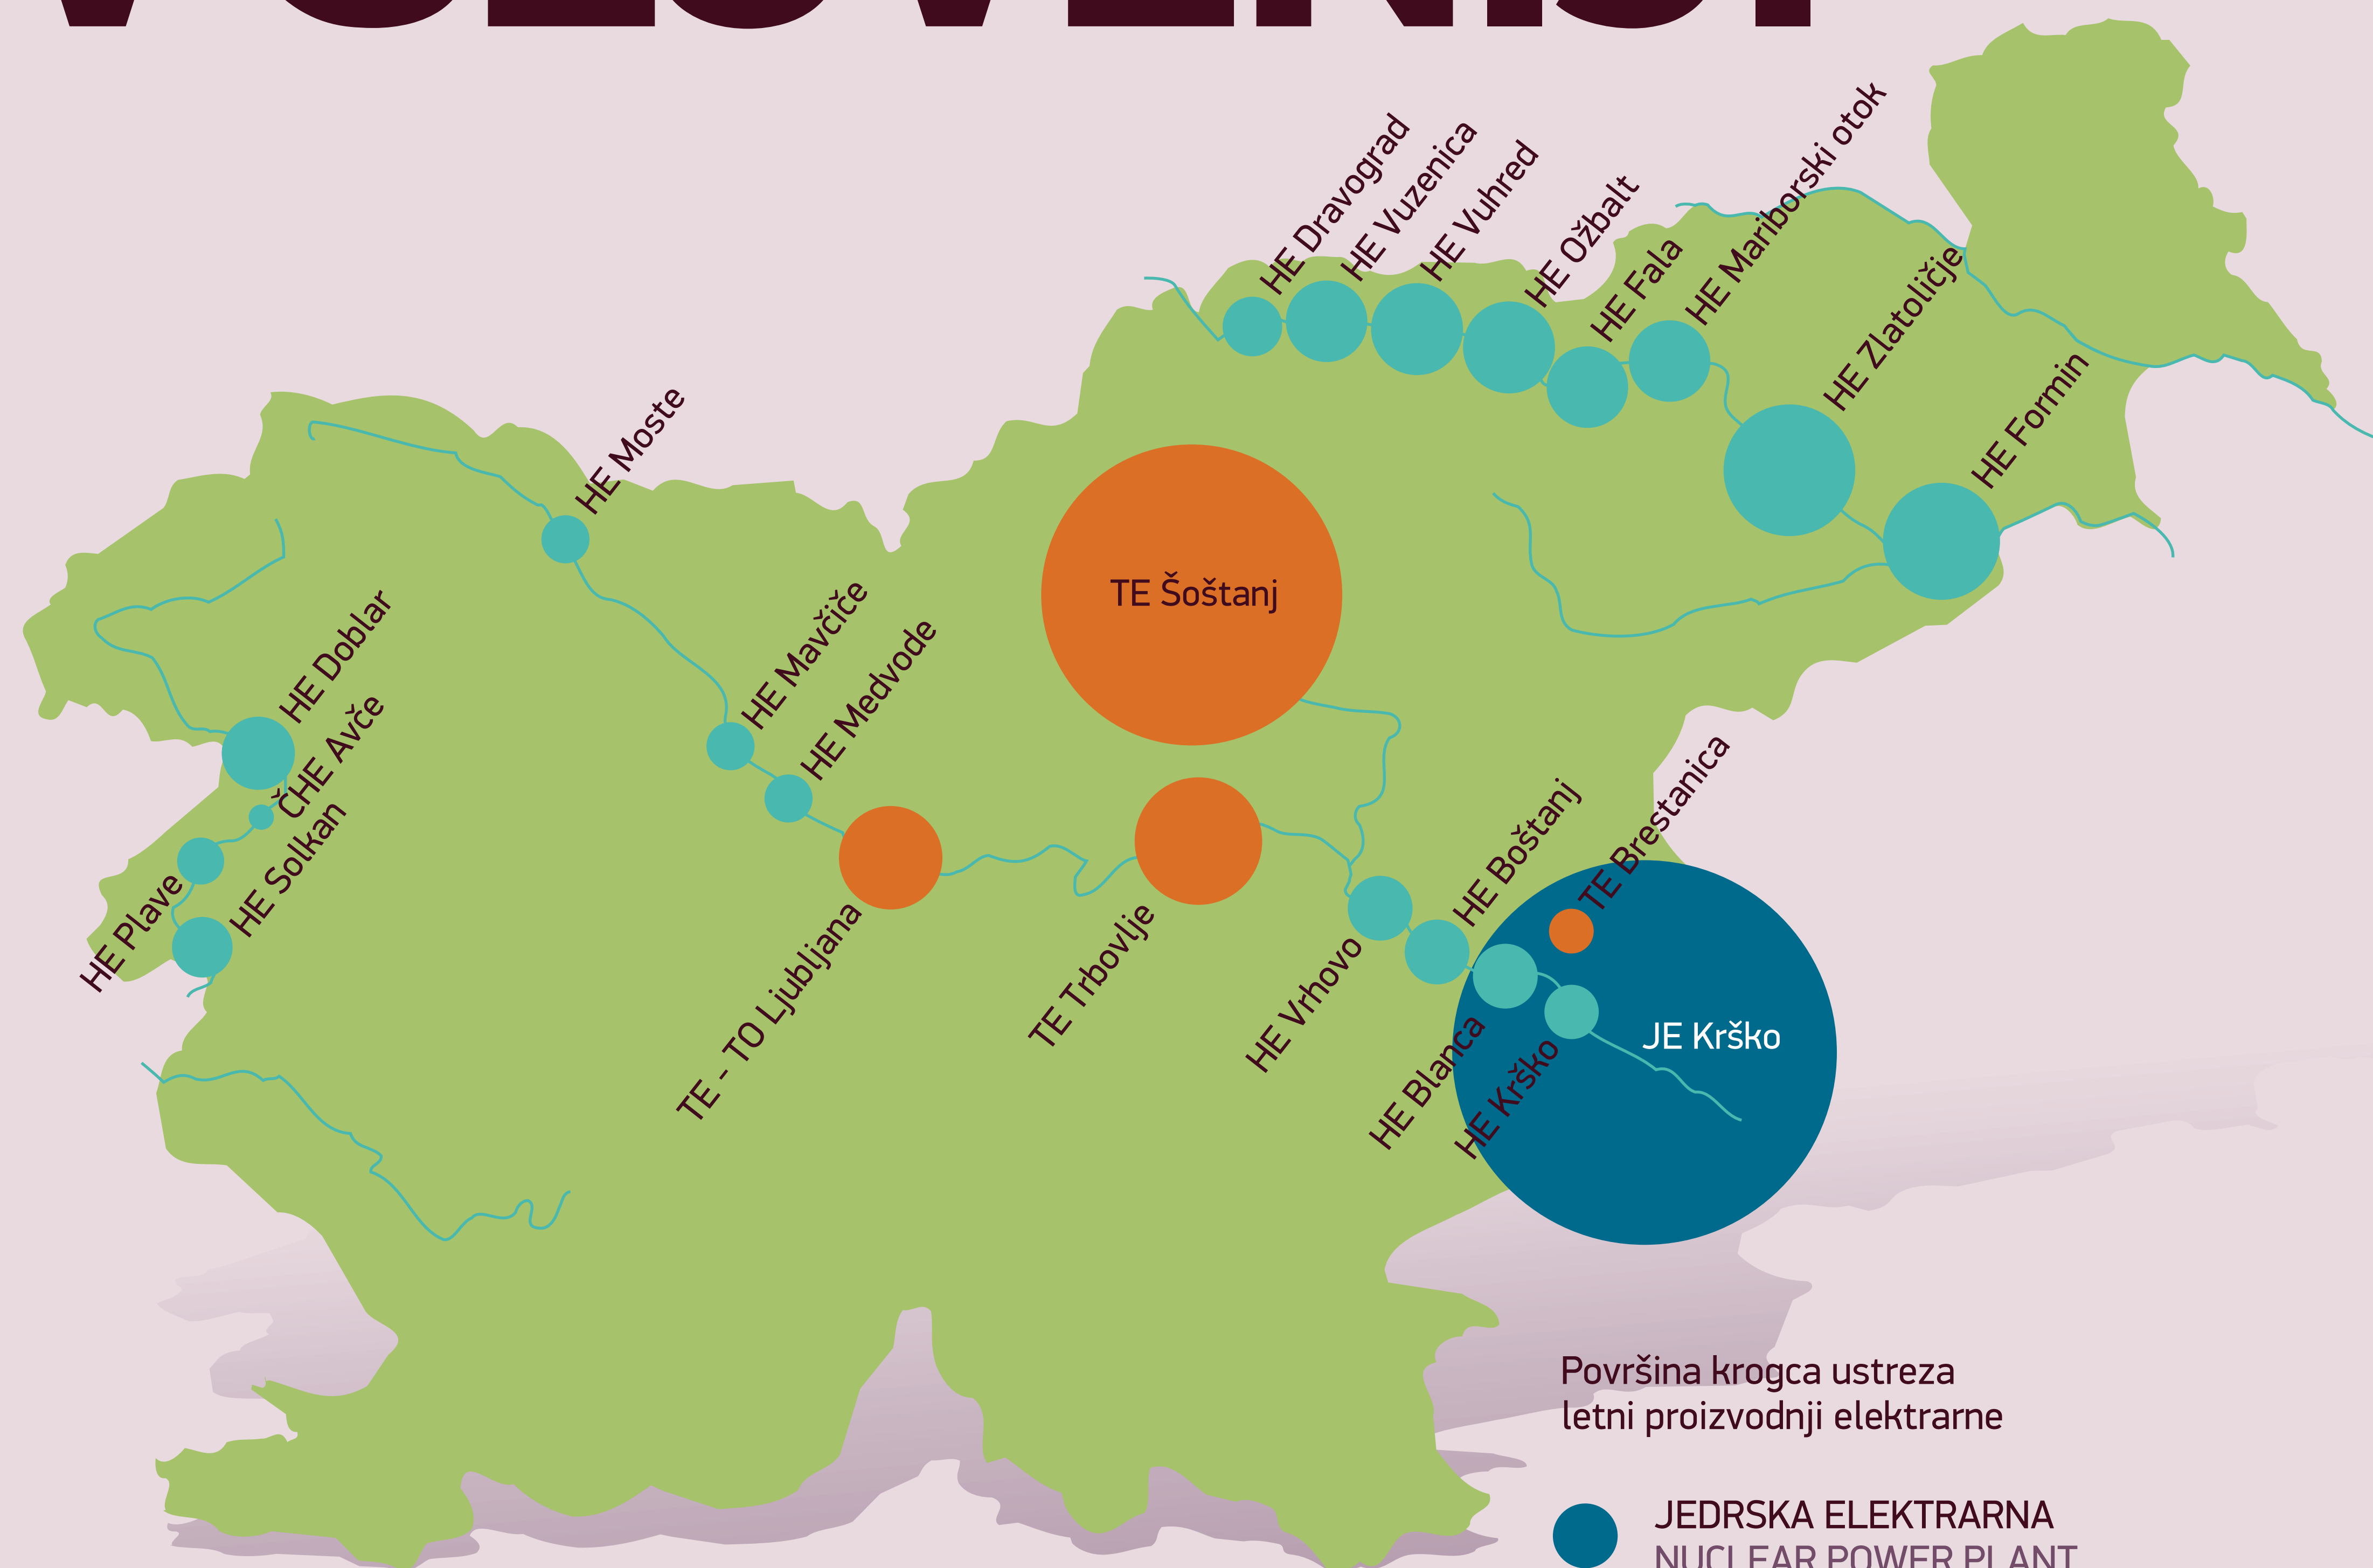 HE Dravograd
HE Vuzenica
HE Vuhred
HE Ožbalt
HE Fala
HE Mariborski otok
HE Zlatoličje
HE Formin
HE Moste
HE Mavčiče
HE Medvode
TE Šoštanj
HE Doblar
ČHE Avče
HE Solkan
HE Plave
TE - TO Ljubljana
TE Trbovlje
HE Vrhovo
HE Boštanj
TE Brestanica
HE Blanca
HE Krško
JE Krško
Površina krogca ustreza
letni proizvodnji elektrarne
JEDRSKA ELEKTRARNA
NUCLEAR POWER PLANT